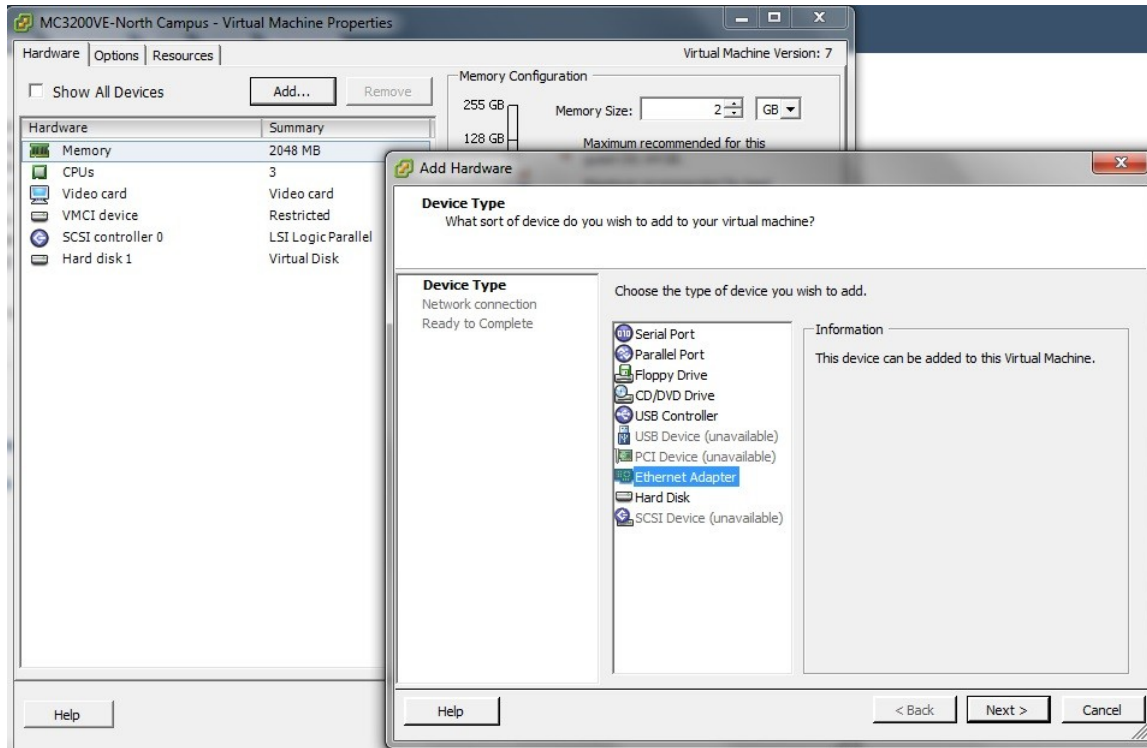 MC3200VE-North Campus - Virtual Machine Properties
Hardware Options Resources
Virtual Machine Version: 7
Show All Devices
Add...
Remove
Hardware Summary
Memory 2048 MB
CPUs 3
Video card Video card
VMCI device Restricted
SCSI controller 0 LSI Logic Parallel
Hard disk 1 Virtual Disk
Memory Configuration
255 GB
128 GB
Memory Size: 2 GB
Maximum recommended for this
Help
Add Hardware
Device Type
What sort of device do you wish to add to your virtual machine?
Device Type
Network connection
Ready to Complete
Choose the type of device you wish to add.
Serial Port
Parallel Port
Floppy Drive
CD/DVD Drive
USB Controller
USB Device (unavailable)
PCI Device (unavailable)
Ethernet Adapter
Hard Disk
SCSI Device (unavailable)
Information
This device can be added to this Virtual Machine.
Help
< Back
Next >
Cancel